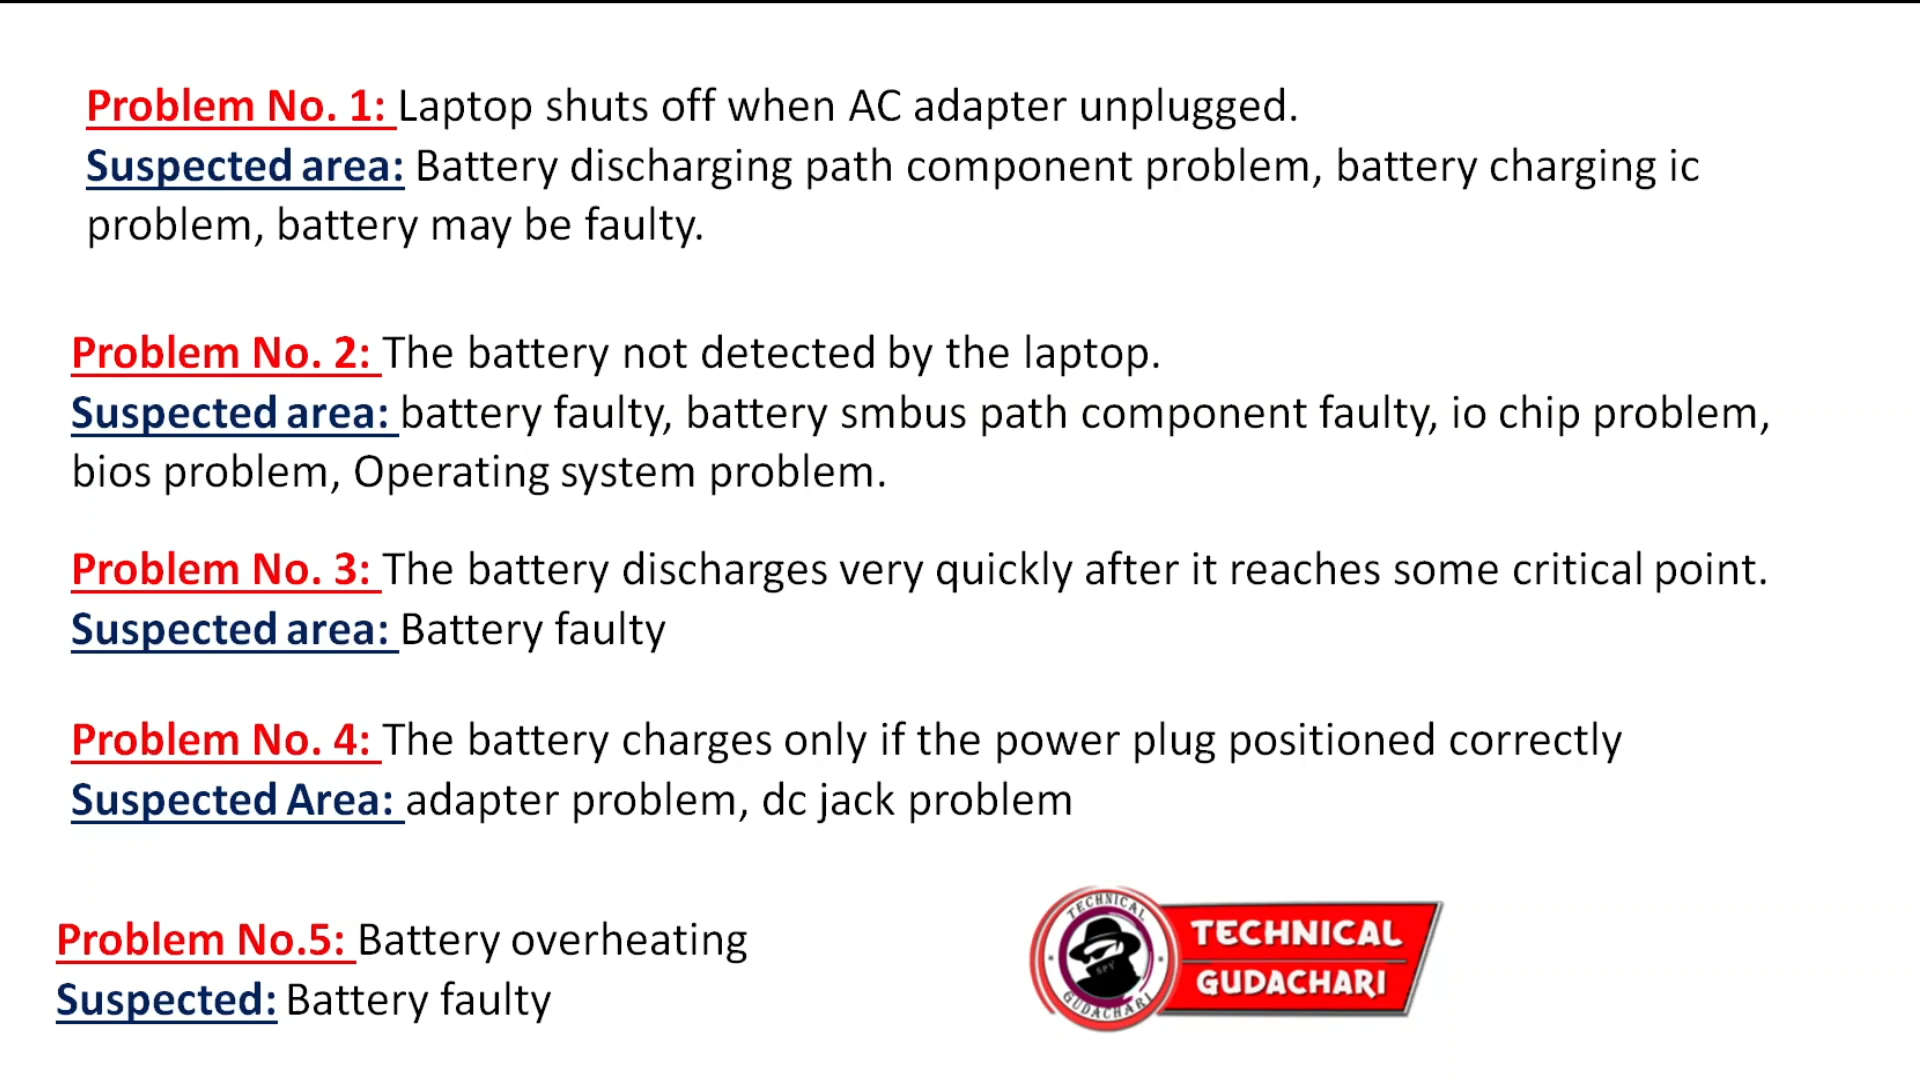 Problem No. 1: Laptop shuts off when AC adapter unplugged.
Suspected area: Battery discharging path component problem, battery charging ic
problem, battery may be faulty.
Problem No. 2: The battery not detected by the laptop.
Suspected area: battery faulty, battery smbus path component faulty, io chip problem,
bios problem, Operating system problem.
Problem No. 3: The battery discharges very quickly after it reaches some critical point.
Suspected area: Battery faulty
Problem No. 4: The battery charges only if the power plug positioned correctly
Suspected Area: adapter problem, dc jack problem
Problem No.5: Battery overheating
Suspected: Battery faulty
TECHNICAL
SPY
GUDACHARI
TECHNICAL
GUDACHARI